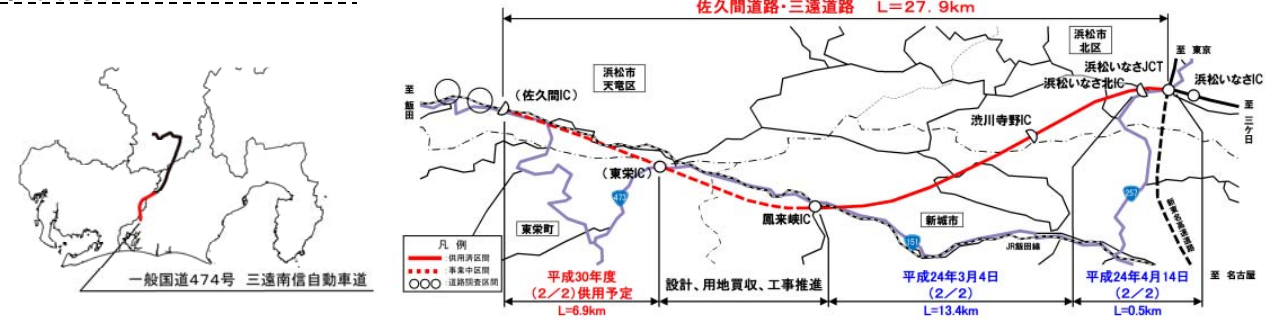 佐久間道路・三遠道路　L=27.9km
浜松市
天竜区
浜松市
北区
至 東京
浜松いなさJCT
浜松いなさ北IC
浜松いなさIC
至 飯田
(佐久間IC)
至 三ケ日
渋川寺野IC
(東栄IC)
473
257
鳳来峡IC
新東名高速道路
東栄町
新城市
151
JR飯田線
凡 例
供用済区間
事業中区間
道路調査区間
一般国道474号 三遠南信自動車道
至 名古屋
平成30年度
(2/2)供用予定
L=6.9km
設計、用地買収、工事推進
平成24年3月4日
(2/2)
L=13.4km
平成24年4月14日
(2/2)
L=0.5km